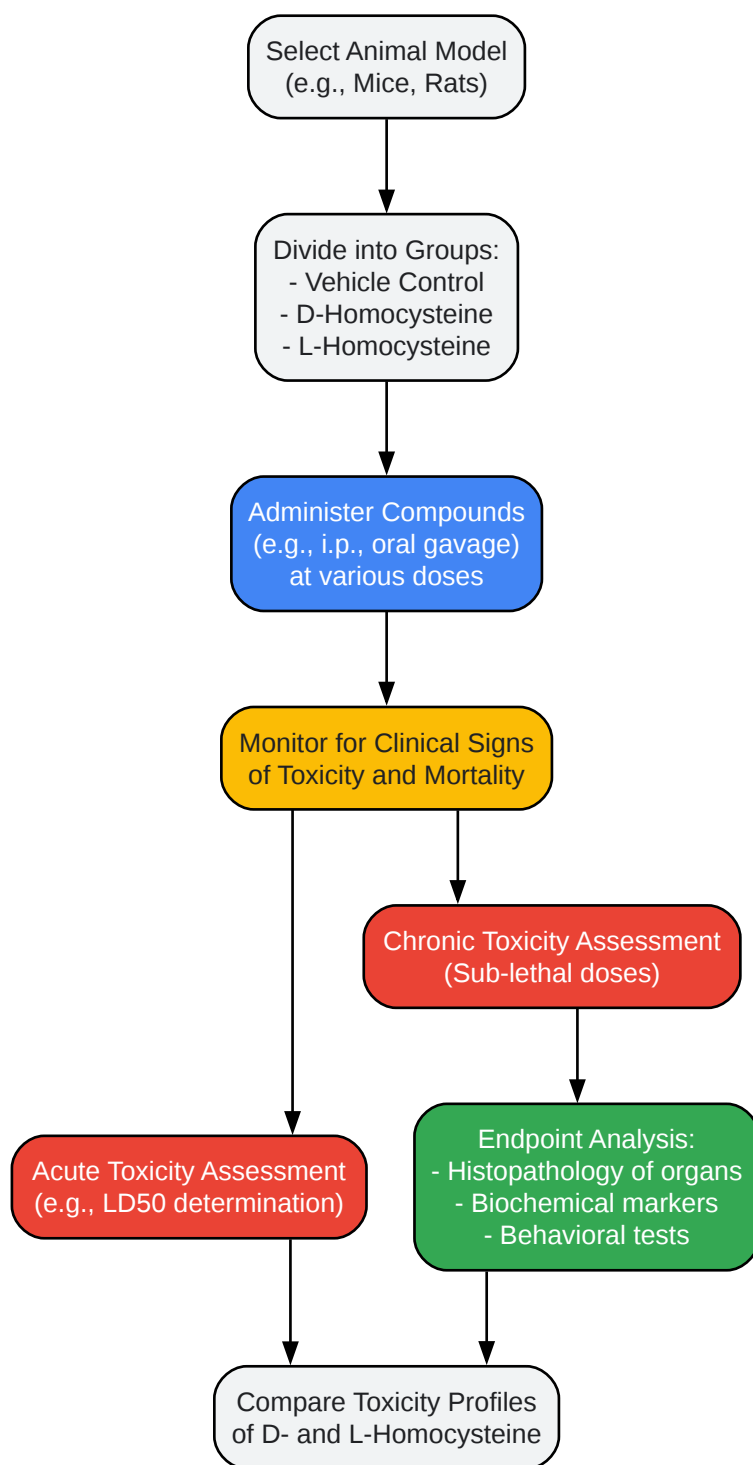 Select Animal Model
(e.g., Mice, Rats)
Divide into Groups:
- Vehicle Control
- D-Homocysteine
- L-Homocysteine
Administer Compounds
(e.g., i.p., oral gavage)
at various doses
Monitor for Clinical Signs
of Toxicity and Mortality
Chronic Toxicity Assessment
(Sub-lethal doses)
Acute Toxicity Assessment
(e.g., LD50 determination)
Endpoint Analysis:
- Histopathology of organs
- Biochemical markers
- Behavioral tests
Compare Toxicity Profiles
of D- and L-Homocysteine